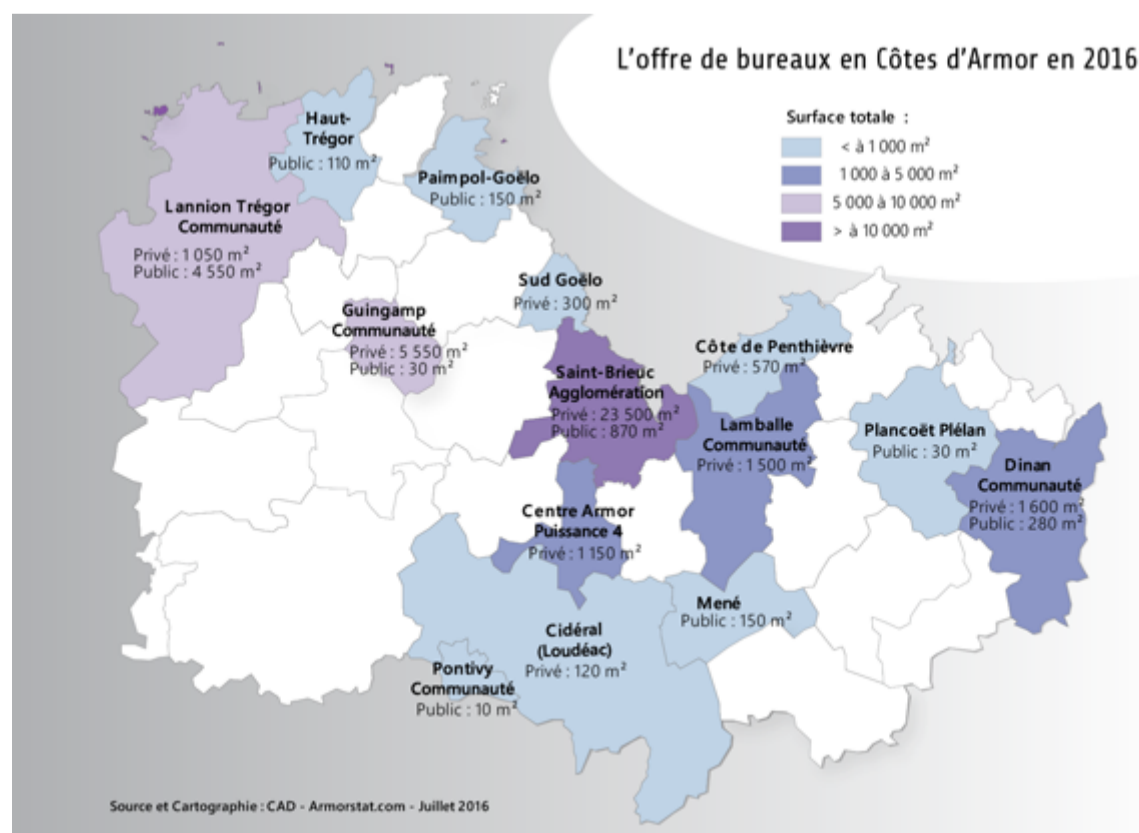 L'offre de bureaux en Côtes d'Armor en 2016
Surface totale :
< à 1 000 m²
1 000 à 5 000 m²
5 000 à 10 000 m²
> à 10 000 m²
Haut-
Trégor
Public : 110 m²
Paimpol-Goëlo
Public : 150 m²
Lannion Trégor
Communauté
Privé : 1 050 m²
Public : 4 550 m²
Sud Goëlo
Privé : 300 m²
Guingamp
Communauté
Privé : 5 550 m²
Public : 30 m²
Côte de Penthièvre
Privé : 570 m²
Saint-Brieuc
Agglomération
Privé : 23 500 m²
Public : 870 m²
Lamballe
Communauté
Privé : 1 500 m²
Plancoët Plélan
Public : 30 m²
Dinan
Communauté
Privé : 1 600 m²
Public : 280 m²
Centre Armor
Puissance 4
Privé : 1 150 m²
Mené
Public : 150 m²
Cidéral
(Loudéac)
Privé : 120 m²
Pontivy
Communauté
Public : 10 m²
Source et Cartographie : CAD - Armorstat.com - Juillet 2016